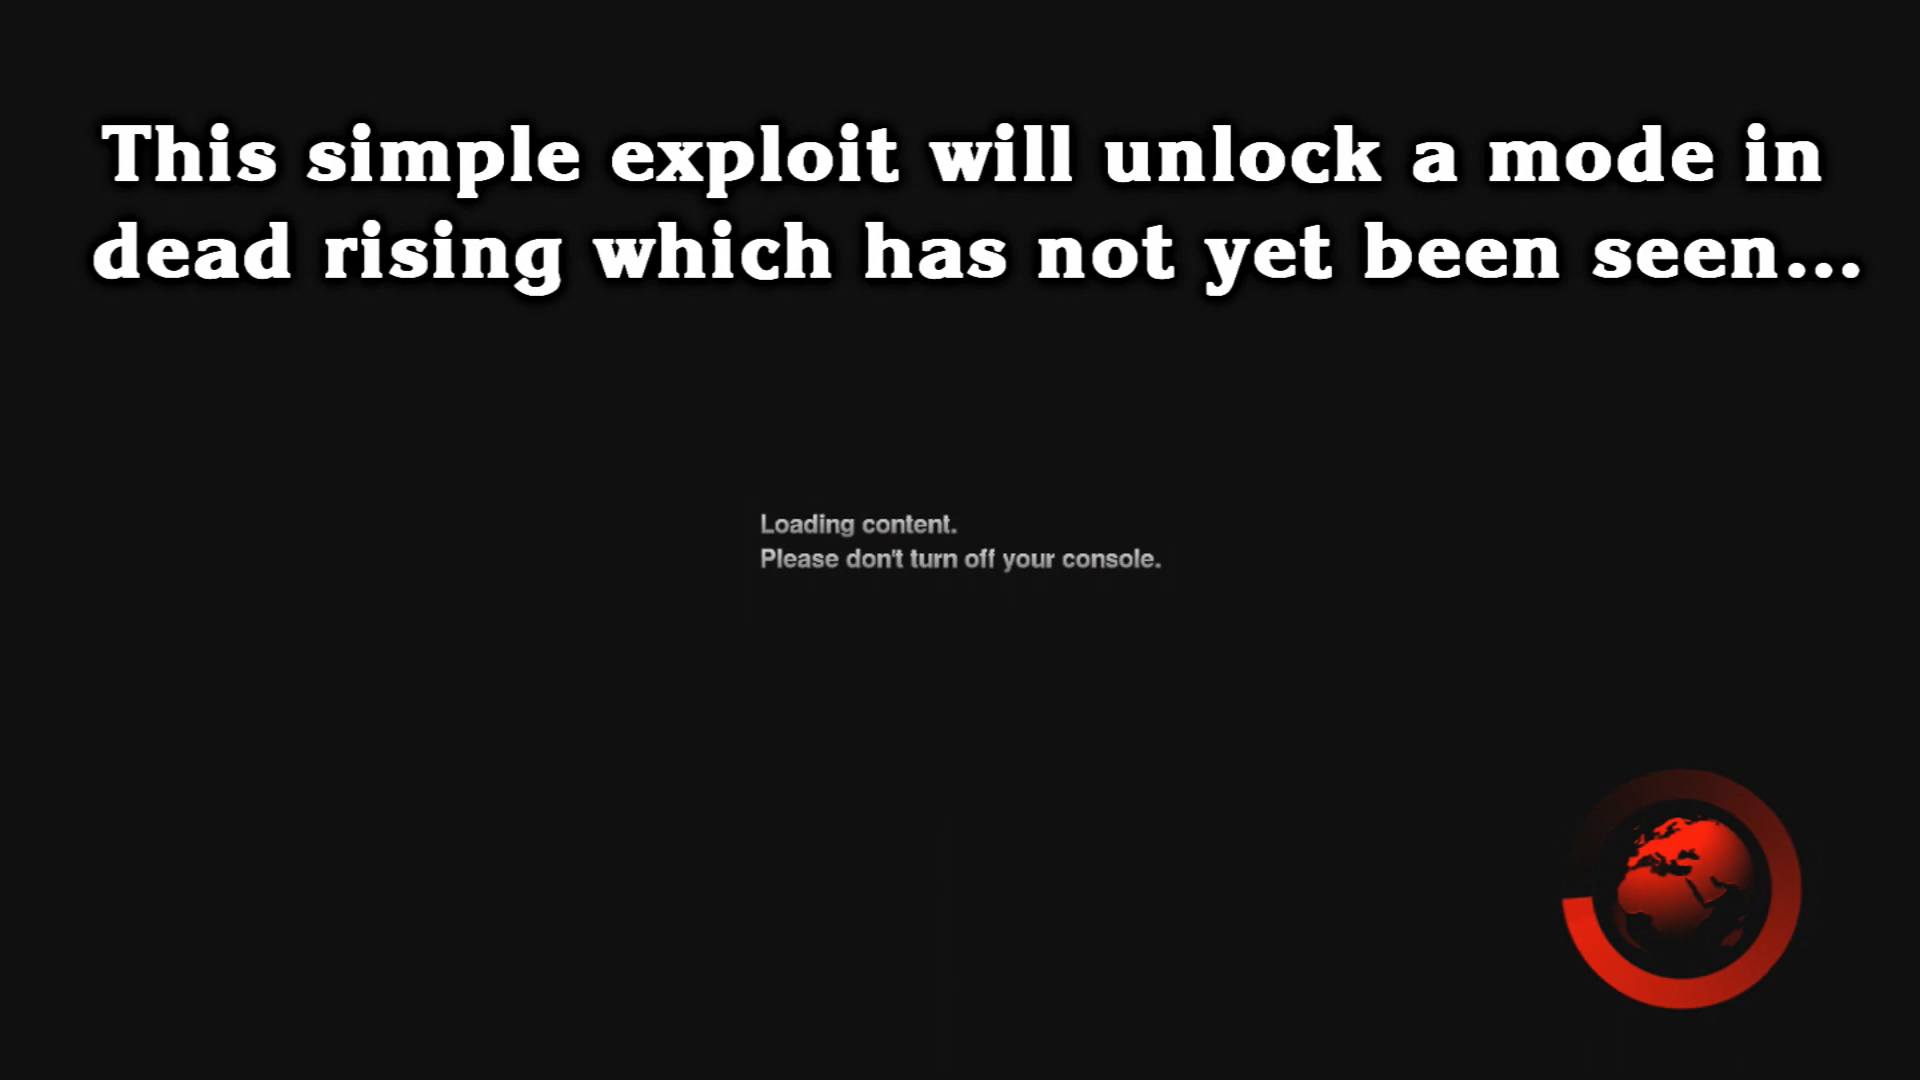 This simple exploit will unlock a mode in
dead rising which has not yet been seen...
Loading content.
Please don't turn off your console.